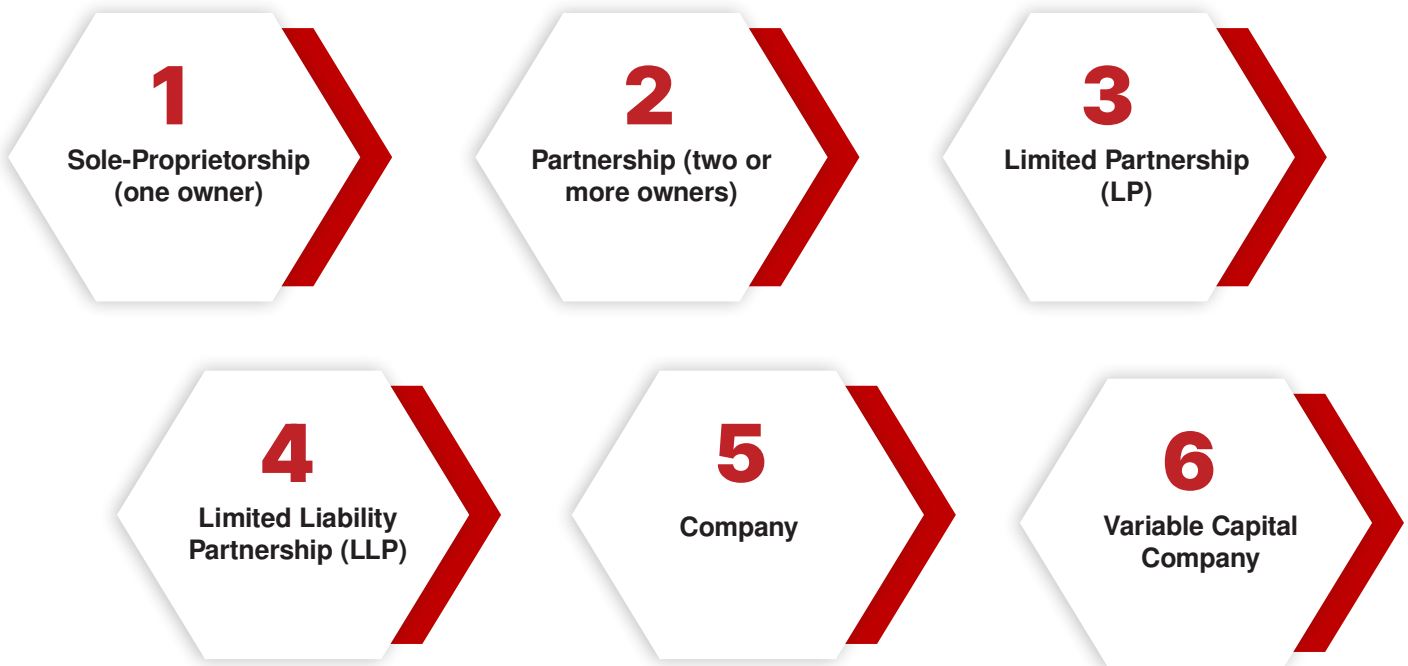 1
Sole-Proprietorship
(one owner)
2
Partnership (two or
more owners)
3
Limited Partnership
(LP)
4
Limited Liability
Partnership (LLP)
5
Company
6
Variable Capital
Company